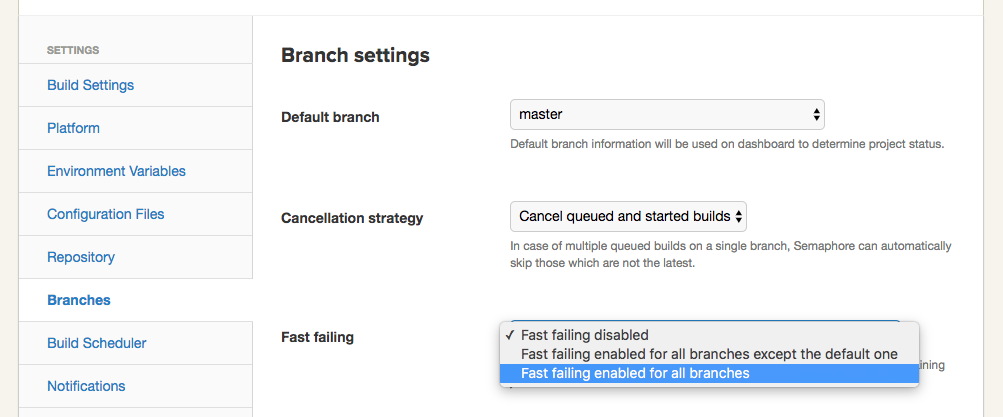 SETTINGS
Build Settings
Platform
Environment Variables
Configuration Files
Repository
Branches
Build Scheduler
Notifications
Branch settings
Default branch
master
Default branch information will be used on dashboard to determine project status.
Cancellation strategy
Cancel queued and started builds
In case of multiple queued builds on a single branch, Semaphore can automatically
skip those which are not the latest.
Fast failing
✓ Fast failing disabled
Fast failing enabled for all branches except the default one
Fast failing enabled for all branches